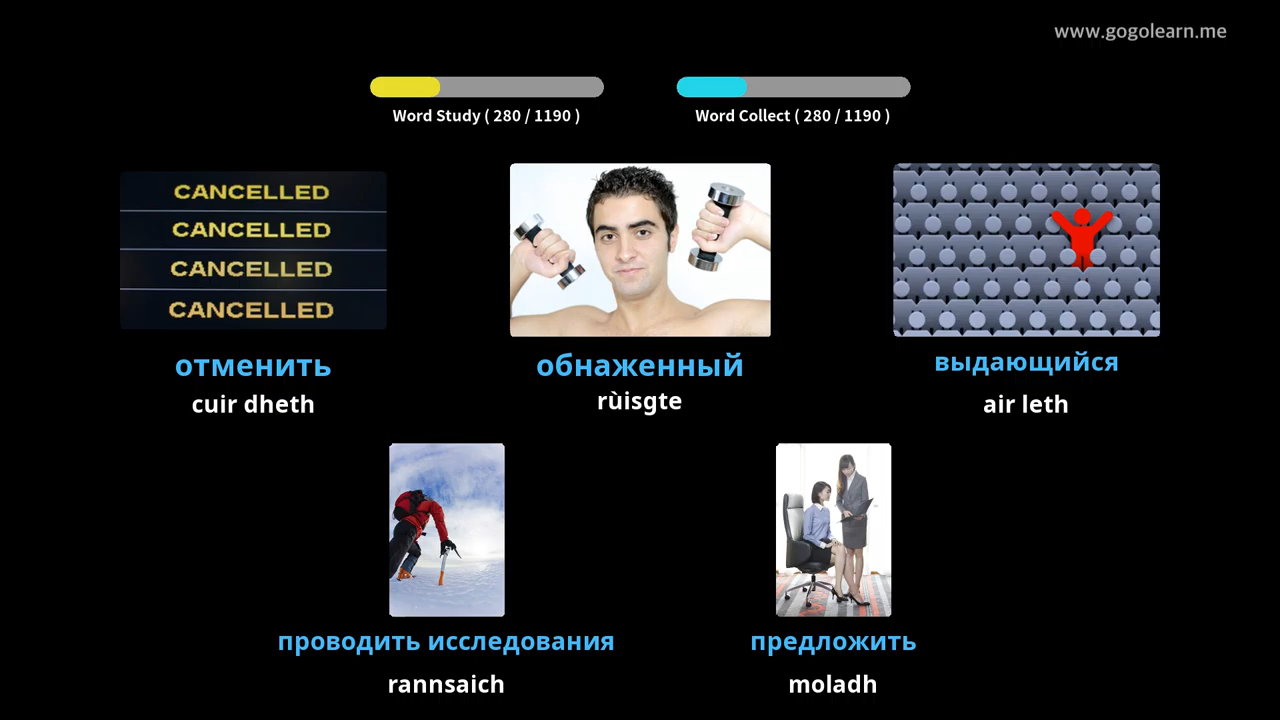 www.gogolearn.me
Word Study ( 280 / 1190 )
Word Collect ( 280 / 1190 )
CANCELLED
CANCELLED
CANCELLED
CANCELLED
отменить
cuir dheth
обнаженный
rùisgte
выдающийся
air leth
проводить исследования
rannsaich
предложить
moladh